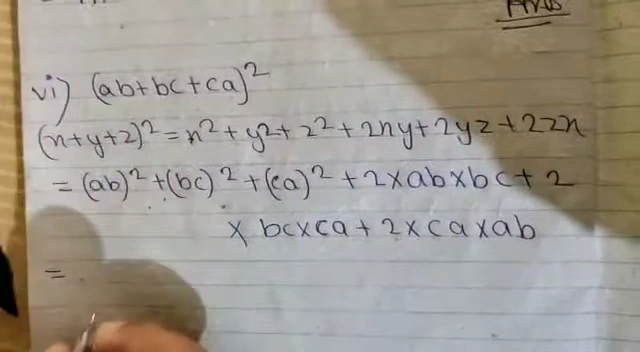 Ans
vi) (ab+bc+ca)²
(x+y+z)² = x²+y²+z²+2xy+2yz+2zx
= (ab)²+(bc)²+(ca)²+2×ab×bc+2
× bc×ca+2×ca×ab
=